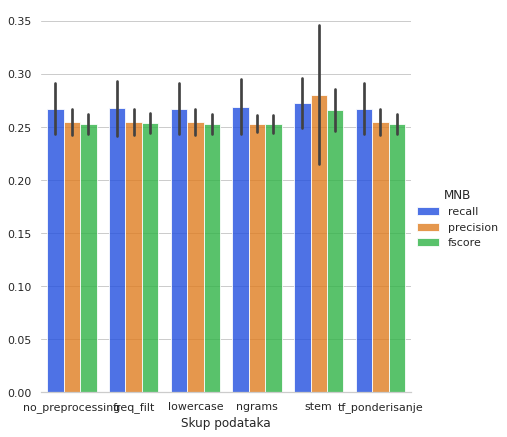 0.35
0.30
0.25
0.20
0.15
0.10
0.05
0.00
no_preprocessing freq_filt lowercase ngrams stem tf_ponderisanje
Skup podataka
MNB
recall
precision
fscore